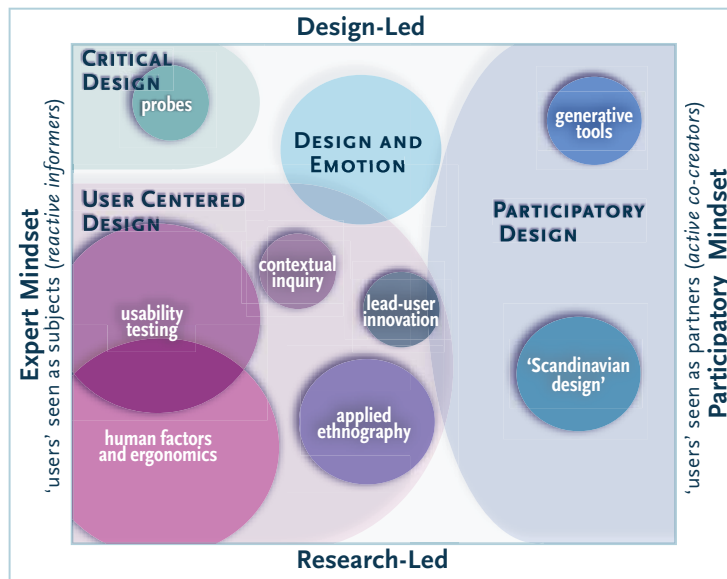 Design-Led
CRITICAL
DESIGN
probes
DESIGN AND
EMOTION
generative
tools
USER CENTERED
DESIGN
PARTICIPATORY
DESIGN
contextual
inquiry
lead-user
innovation
usability
testing
'Scandinavian
design'
applied
ethnography
human factors
and ergonomics
Expert Mindset
'users' seen as subjects (reactive informers)
'users' seen as partners (active co-creators)
Participatory Mindset
Research-Led